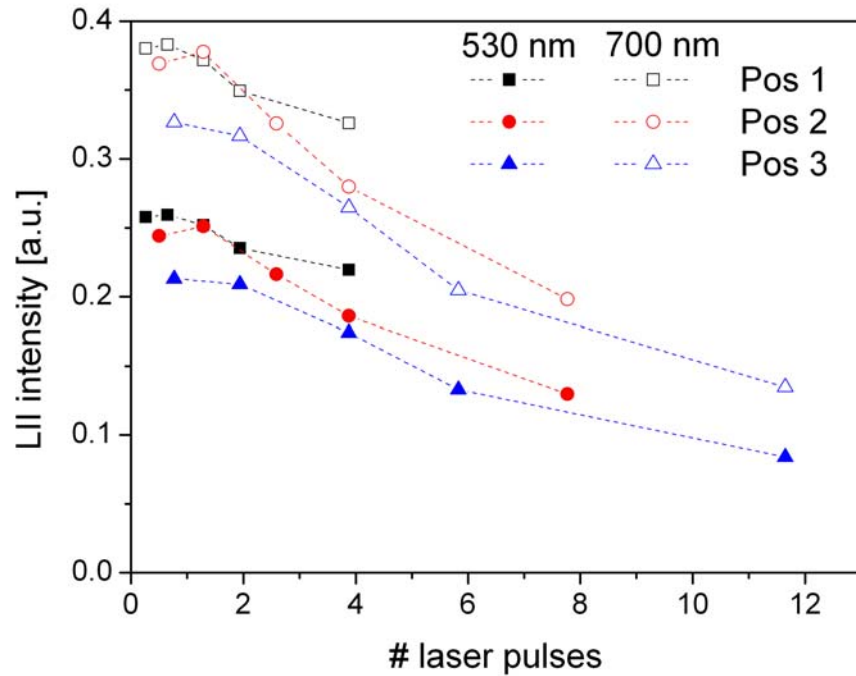 0.4
0.3
0.2
0.1
0.0
LII intensity [a.u.]
530 nm 700 nm
Pos 1
Pos 2
Pos 3
0 2 4 6 8 10 12
# laser pulses